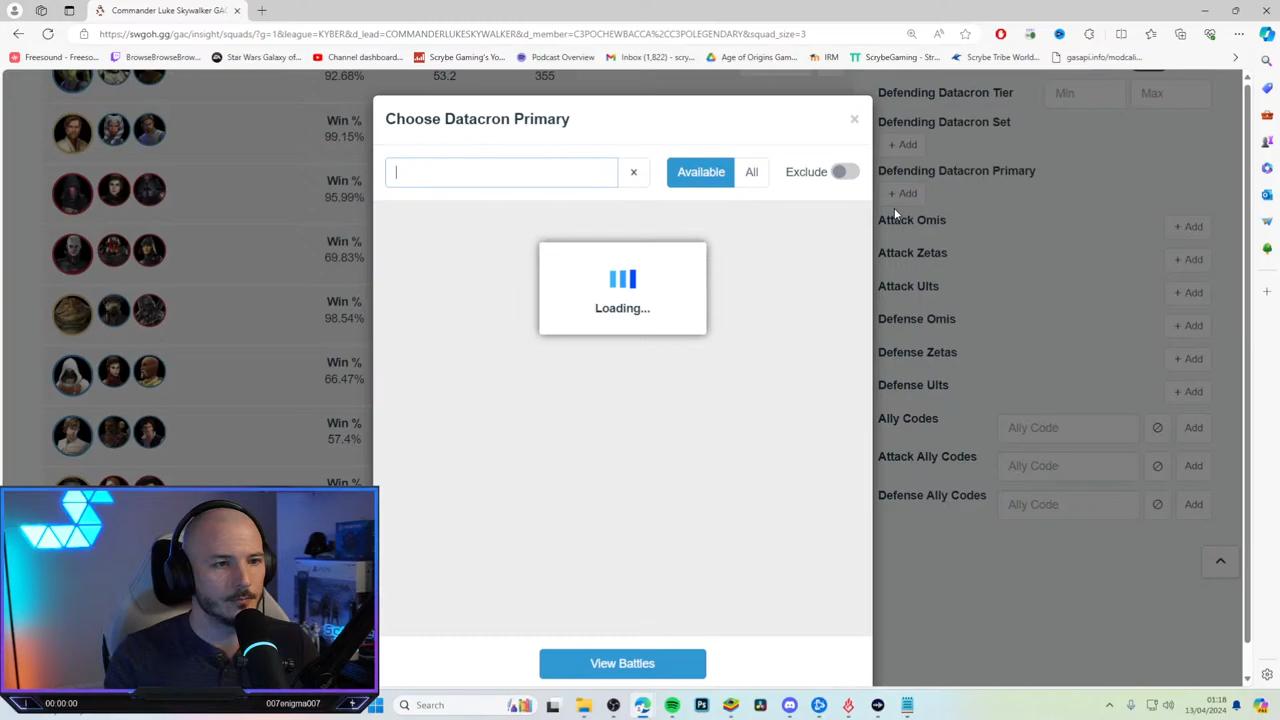 Commander Luke Skywalker GAC
https://swgoh.gg/gac/insight/squads/?g=1&league=KYBER&d_lead=COMMANDERLUKESKYWALKER&d_member=C3POCHEWBACCA%2CC3POLEGENDARY&squad_size=3
Freesound - Freeso...
BrowseBrowseBrow...
Star Wars Galaxy of...
Channel dashboard...
Scrybe Gaming's Yo...
Podcast Overview
Inbox (1,822) - scry...
Age of Origins Gam...
IRM
ScrybeGaming - Str...
Scrybe Tribe World...
gasapi.info/modcali...
92.68% 53.2 355
Win %
99.15%
Win %
95.99%
Win %
69.83%
Win %
98.54%
Win %
66.47%
Win %
57.4%
Win %
Choose Datacron Primary
×
×
Available
All
Exclude
Loading...
View Battles
Defending Datacron Tier
Min
Max
Defending Datacron Set
+ Add
Defending Datacron Primary
+ Add
Attack Omis
+ Add
Attack Zetas
+ Add
Attack Ults
+ Add
Defense Omis
+ Add
Defense Zetas
+ Add
Defense Ults
+ Add
Ally Codes
Ally Code
Add
Attack Ally Codes
Ally Code
Add
Defense Ally Codes
Ally Code
Add
00:00:00
007enigma007
Search
01:18
13/04/2024